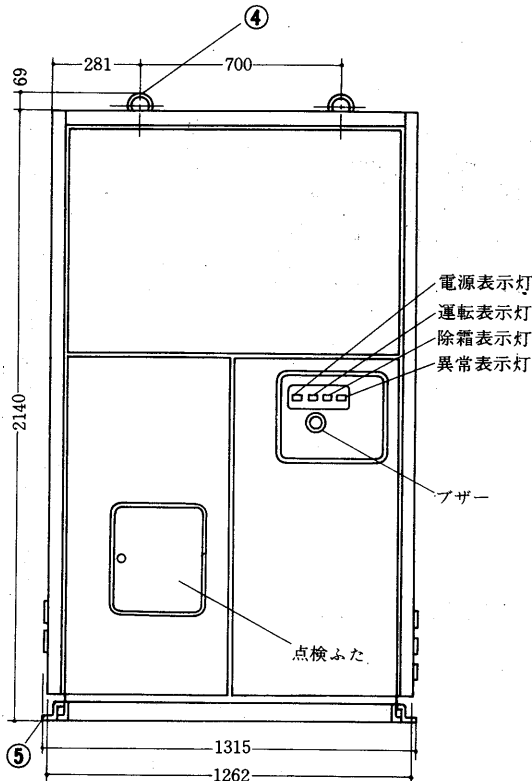 ④
281
700
69
2140
電源表示灯
運転表示灯
除霜表示灯
異常表示灯
ブザー
点検ふた
⑤
1315
1262